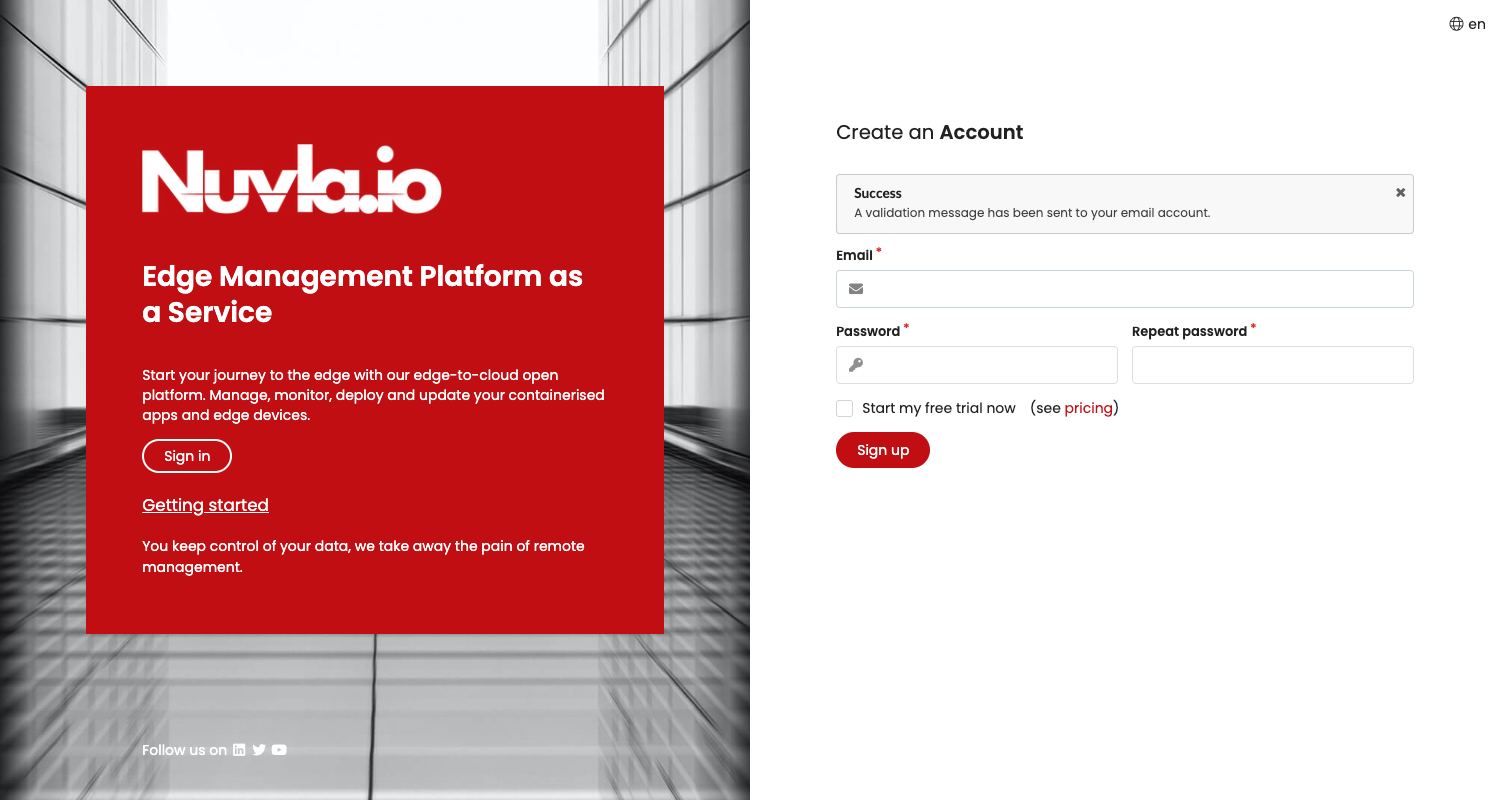 Nuvla.io
Edge Management Platform as
a Service
Start your journey to the edge with our edge-to-cloud open
platform. Manage, monitor, deploy and update your containerised
apps and edge devices.
Sign in
Getting started
You keep control of your data, we take away the pain of remote
management.
Follow us on
en
Create an Account
Success
A validation message has been sent to your email account.
Email *
Password *
Repeat password *
Start my free trial now (see pricing)
Sign up